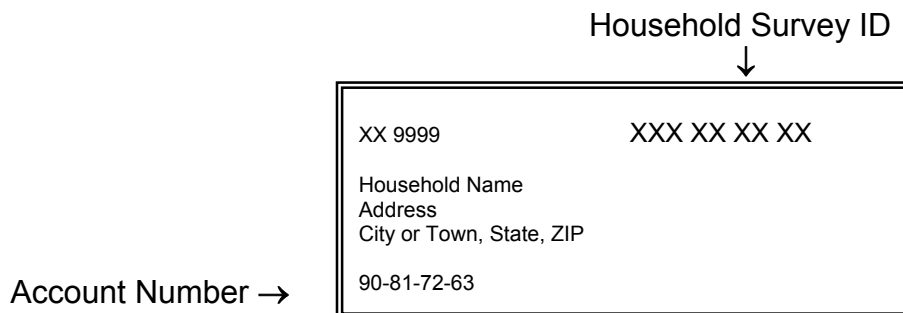 Household Survey ID
↓
XX 9999 XXX XX XX XX
Household Name
Address
City or Town, State, ZIP
90-81-72-63
Account Number →